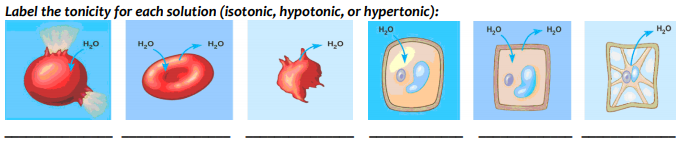 Label the tonicity for each solution (isotonic, hypotonic, or hypertonic):
H₂O
H₂O H₂O
H₂O
H₂O
H₂O H₂O
H₂O